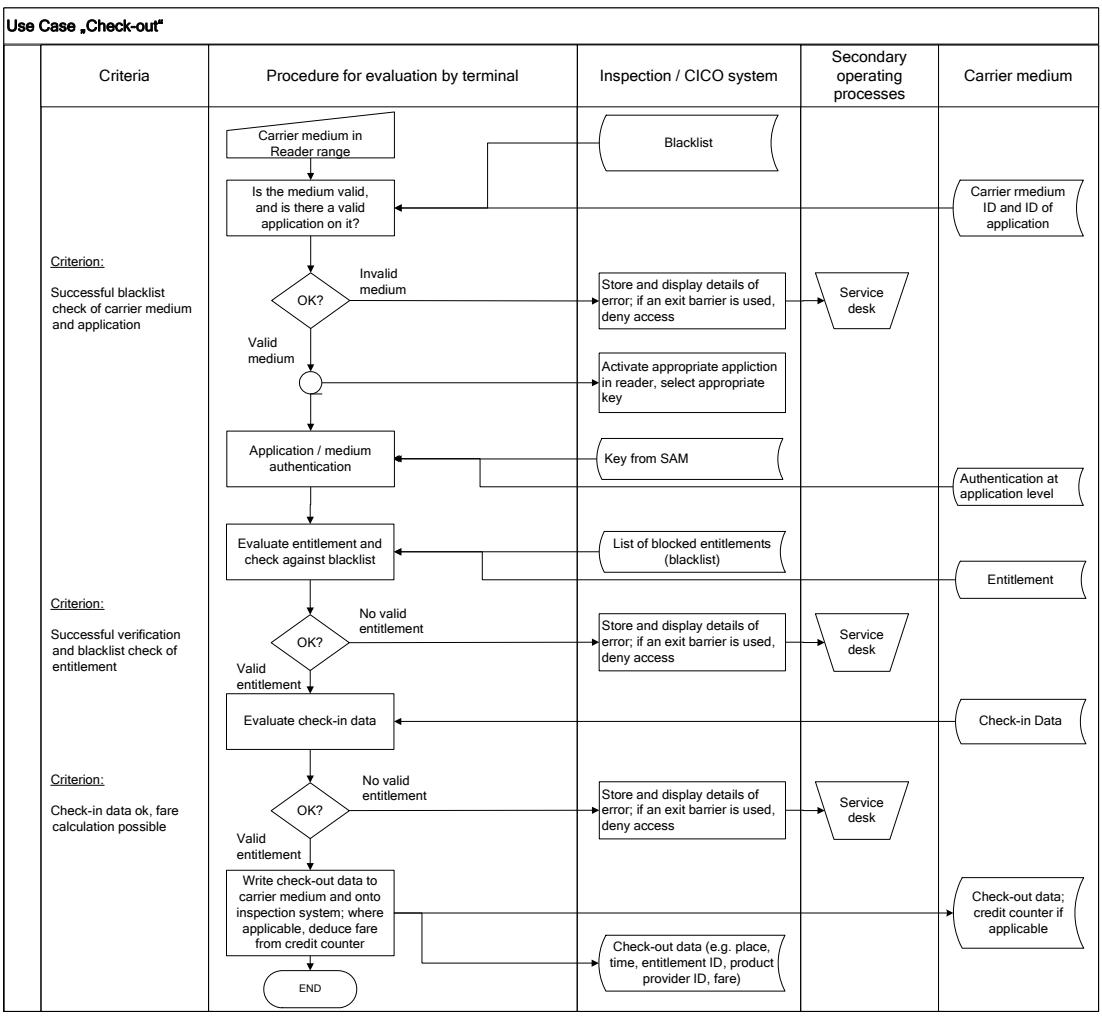 Use Case „Check-out“
Criteria
Procedure for evaluation by terminal
Inspection / CICO system
Secondary
operating
processes
Carrier medium
Carrier medium in
Reader range
Blacklist
Is the medium valid,
and is there a valid
application on it?
Carrier rmedium
ID and ID of
application
Criterion:
Successful blacklist
check of carrier medium
and application
OK?
Invalid
medium
Store and display details of
error; if an exit barrier is used,
deny access
Service
desk
Valid
medium
Activate appropriate appliction
in reader, select appropriate
key
Application / medium
authentication
Key from SAM
Authentication at
application level
Evaluate entitlement and
check against blacklist
List of blocked entitlements
(blacklist)
Entitlement
Criterion:
Successful verification
and blacklist check of
entitlement
OK?
No valid
entitlement
Store and display details of
error; if an exit barrier is used,
deny access
Service
desk
Valid
entitlement
Evaluate check-in data
Check-in Data
Criterion:
Check-in data ok, fare
calculation possible
OK?
No valid
entitlement
Store and display details of
error; if an exit barrier is used,
deny access
Service
desk
Valid
entitlement
Write check-out data to
carrier medium and onto
inspection system; where
applicable, deduce fare
from credit counter
Check-out data;
credit counter if
applicable
Check-out data (e.g. place,
time, entitlement ID, product
provider ID, fare)
END